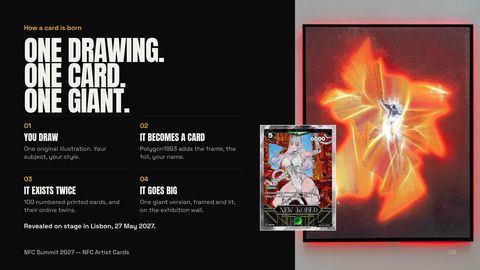 How a card is born
ONE DRAWING.
ONE CARD.
ONE GIANT.
01
YOU DRAW
One original illustration. Your
subject, your style.
02
IT BECOMES A CARD
Polygon1993 adds the frame, the
foil, your name.
03
IT EXISTS TWICE
100 numbered printed cards, and
their online twins.
04
IT GOES BIG
One giant version, framed and lit,
on the exhibition wall.
Revealed on stage in Lisbon, 27 May 2027.
NFC Summit 2027 — NFC Artist Cards
5
6000
06